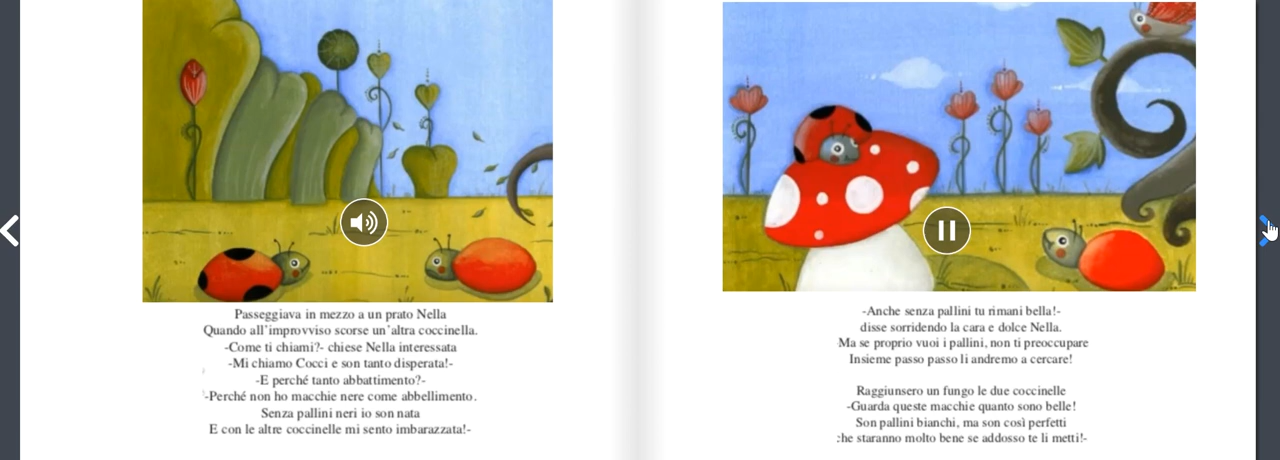 Passeggiava in mezzo a un prato Nella
Quando all'improvviso scorse un'altra coccinella.
-Come ti chiami?- chiese Nella interessata
-Mi chiamo Cocci e son tanto disperata!-
-E perché tanto abbattimento?-
-Perché non ho macchie nere come abbellimento.
Senza pallini neri io son nata
E con le altre coccinelle mi sento imbarazzata!-
-Anche senza pallini tu rimani bella!-
disse sorridendo la cara e dolce Nella.
Ma se proprio vuoi i pallini, non ti preoccupare
Insieme passo passo li andremo a cercare!
Raggiunsero un fungo le due coccinelle
-Guarda queste macchie quanto sono belle!
Son pallini bianchi, ma son così perfetti
che staranno molto bene se addosso te li metti!-